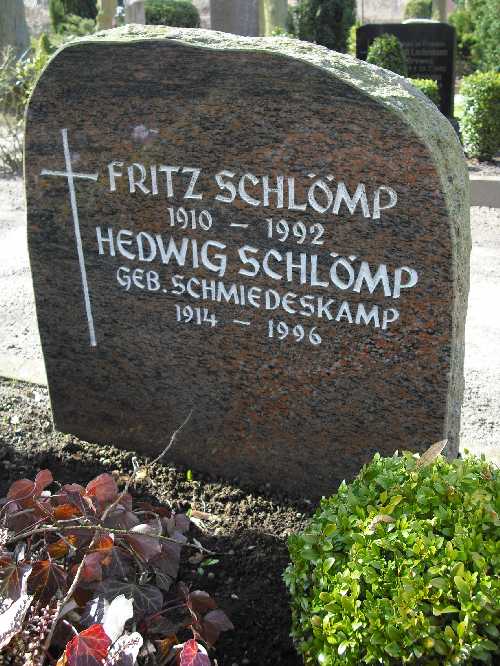 FRITZ SCHLÖMP
1910 – 1992
HEDWIG SCHLÖMP
GEB. SCHMIEDESKAMP
1914 – 1996